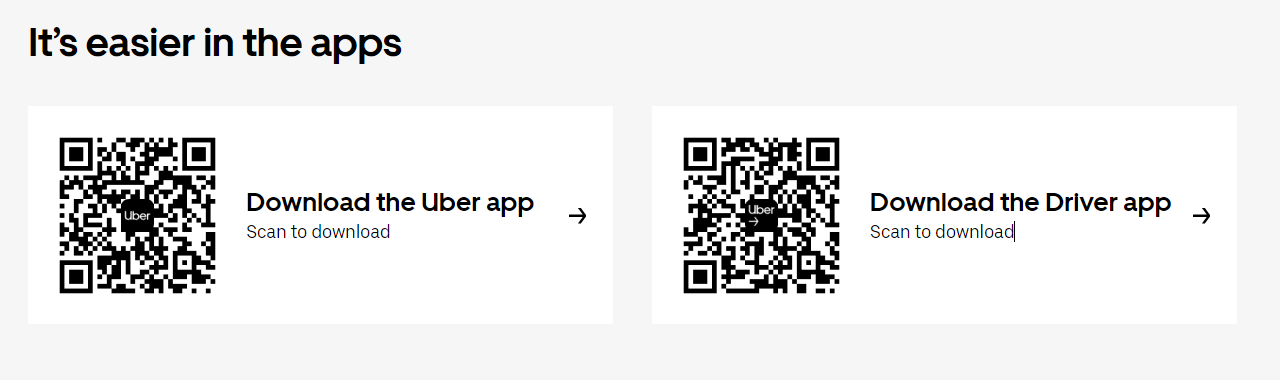 It’s easier in the apps
Uber
Download the Uber app
Scan to download
Uber
Download the Driver app
Scan to download